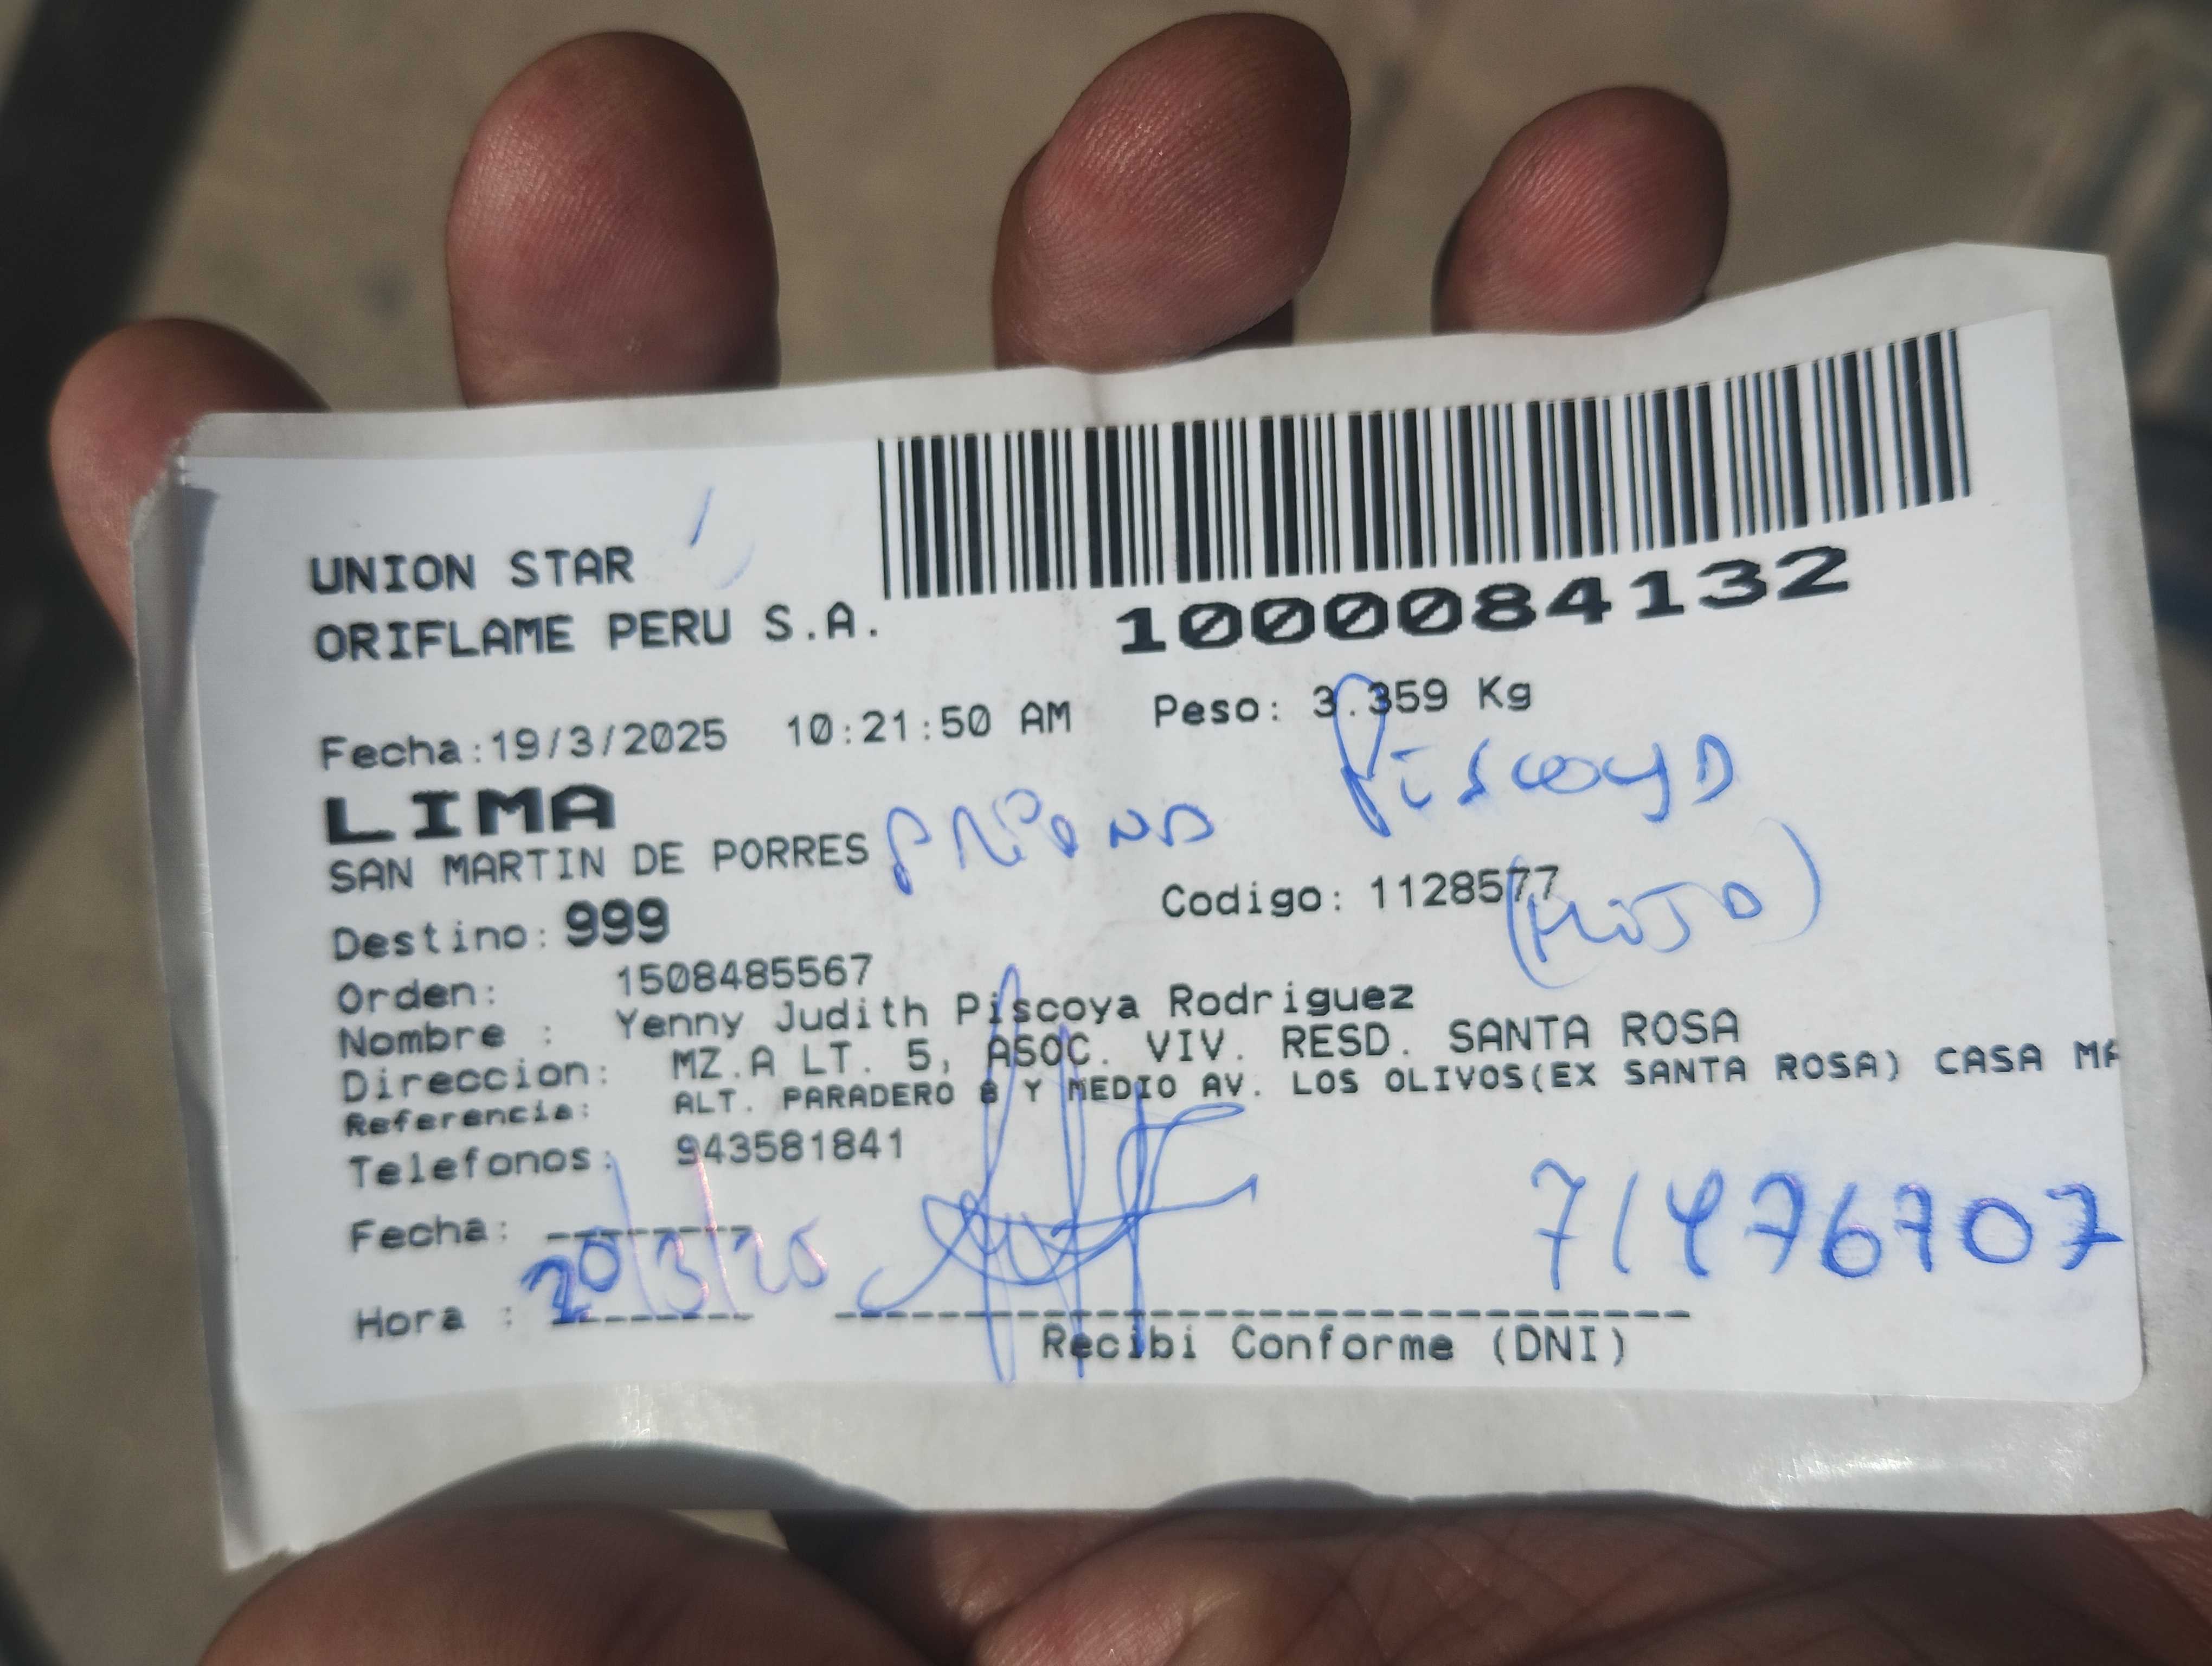 UNION STAR
ORIFLAME PERU S.A.
1000084132
Fecha:19/3/2025 10:21:50 AM Peso: 3.359 Kg
LIMA
Piscoya
SAN MARTIN DE PORRES
Destino: 999 Codigo: 1128577
Orden: 1508485567
Nombre : Yenny Judith Piscoya Rodriguez
Direccion: MZ.A LT. 5, ASOC. VIV. RESD. SANTA ROSA
Referencia: ALT. PARADERO 8 Y MEDIO AV. LOS OLIVOS(EX SANTA ROSA) CASA MA
Telefonos: 943581841
Fecha: 20/3/25
71476707
Hora :
Recibi Conforme (DNI)